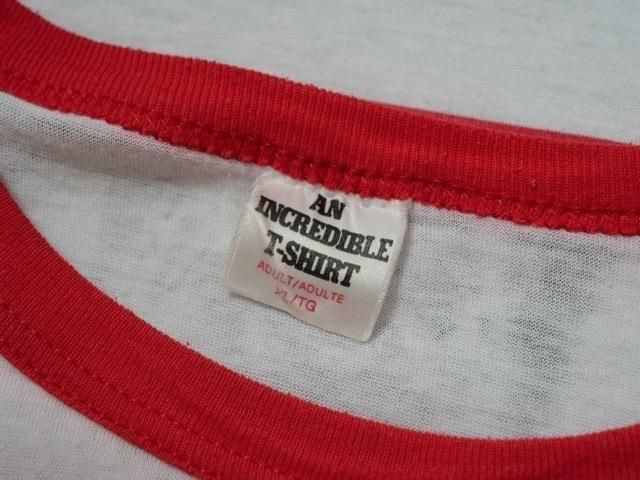 AN
INCREDIBLE
T-SHIRT
ADULT/ADULTE
XL/TG